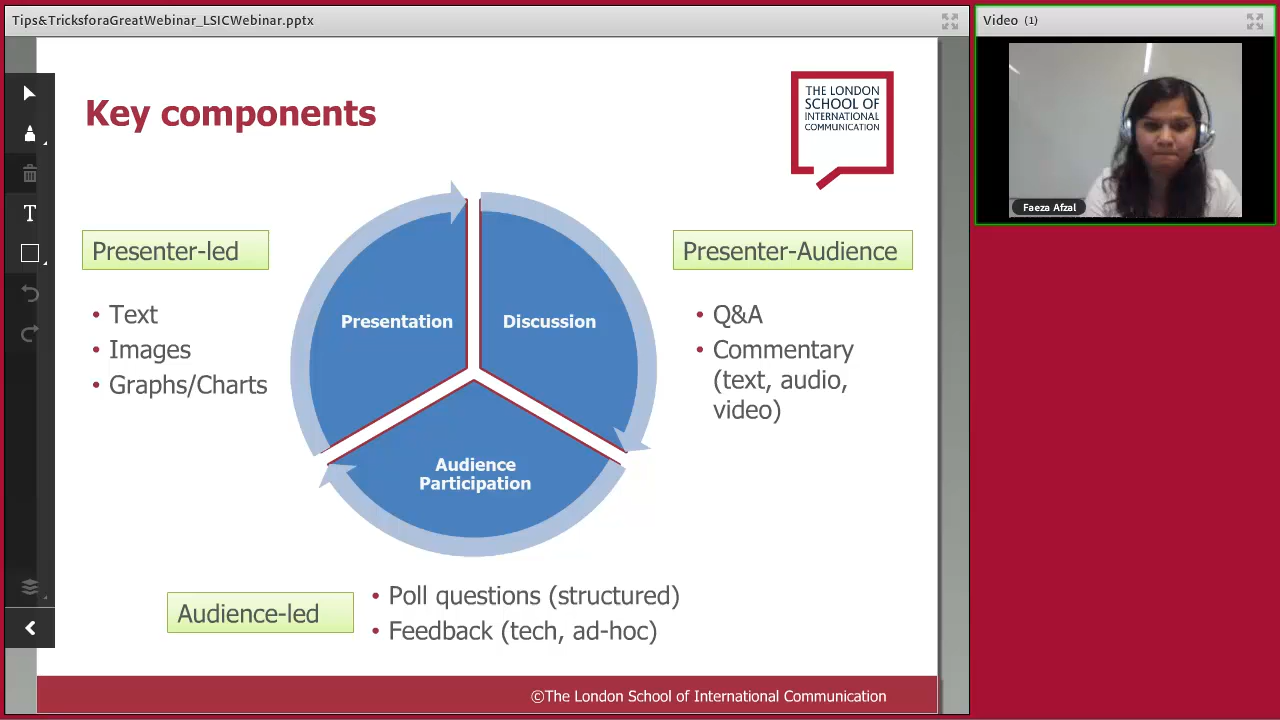 Tips&TricksforaGreatWebinar_LSICWebinar.pptx
Video (1)
Key components
THE LONDON
SCHOOL OF
INTERNATIONAL
COMMUNICATION
Faeza Afzal
Presenter-led
• Text
• Images
• Graphs/Charts
Presentation
Discussion
Audience
Participation
Presenter-Audience
• Q&A
• Commentary
(text, audio,
video)
Audience-led
• Poll questions (structured)
• Feedback (tech, ad-hoc)
T
©The London School of International Communication